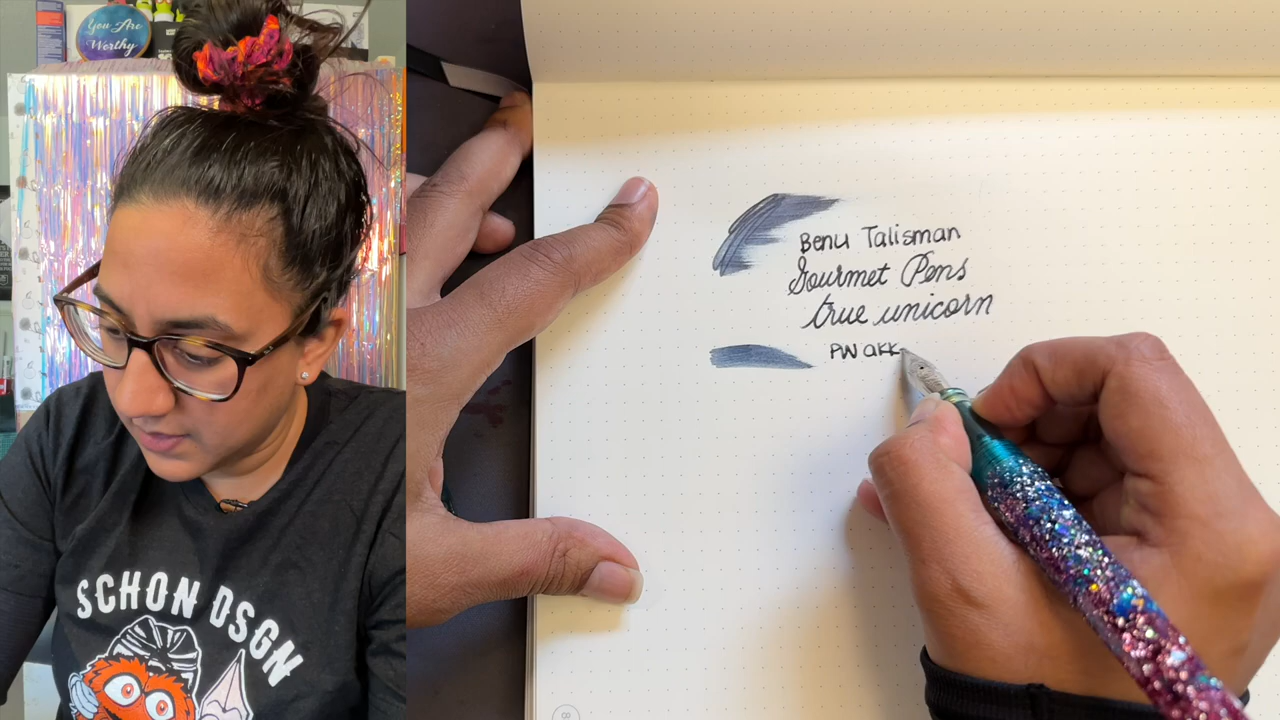 You Are
Worthy
SCHON DSGN
Benu Talisman
Gourmet Pens
true unicorn
PW akk